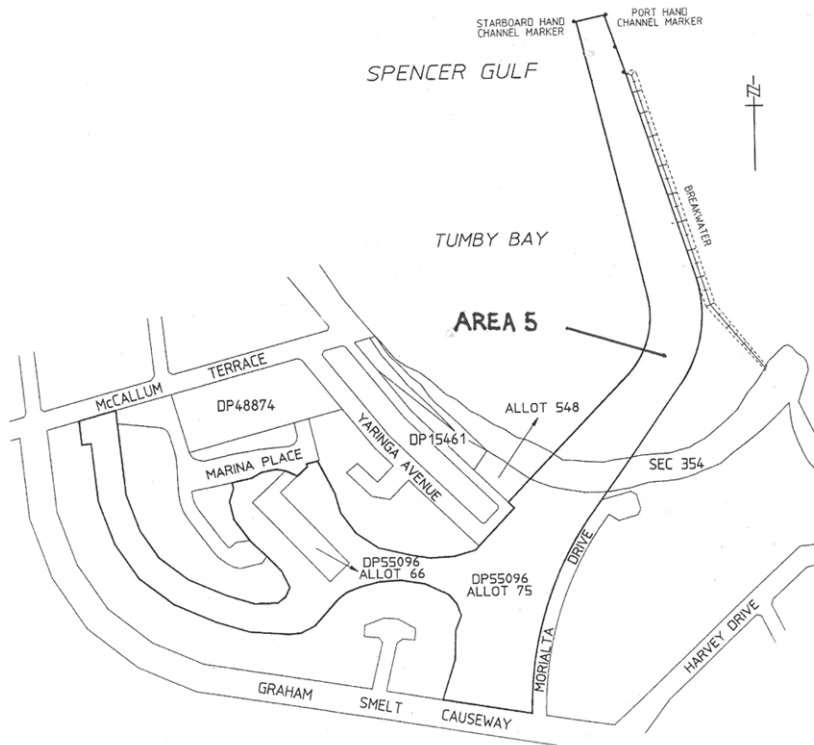 STARBOARD HAND
CHANNEL MARKER
PORT HAND
CHANNEL MARKER
SPENCER GULF
N
BREAKWATER
TUMBY BAY
AREA 5
McCALLUM TERRACE
DP48874
ALLOT 548
DP15461
YARINGA AVENUE
MARINA PLACE
SEC 354
DP55096
ALLOT 66
DP55096
ALLOT 75
MORIALTA DRIVE
HARVEY DRIVE
GRAHAM SMELT CAUSEWAY